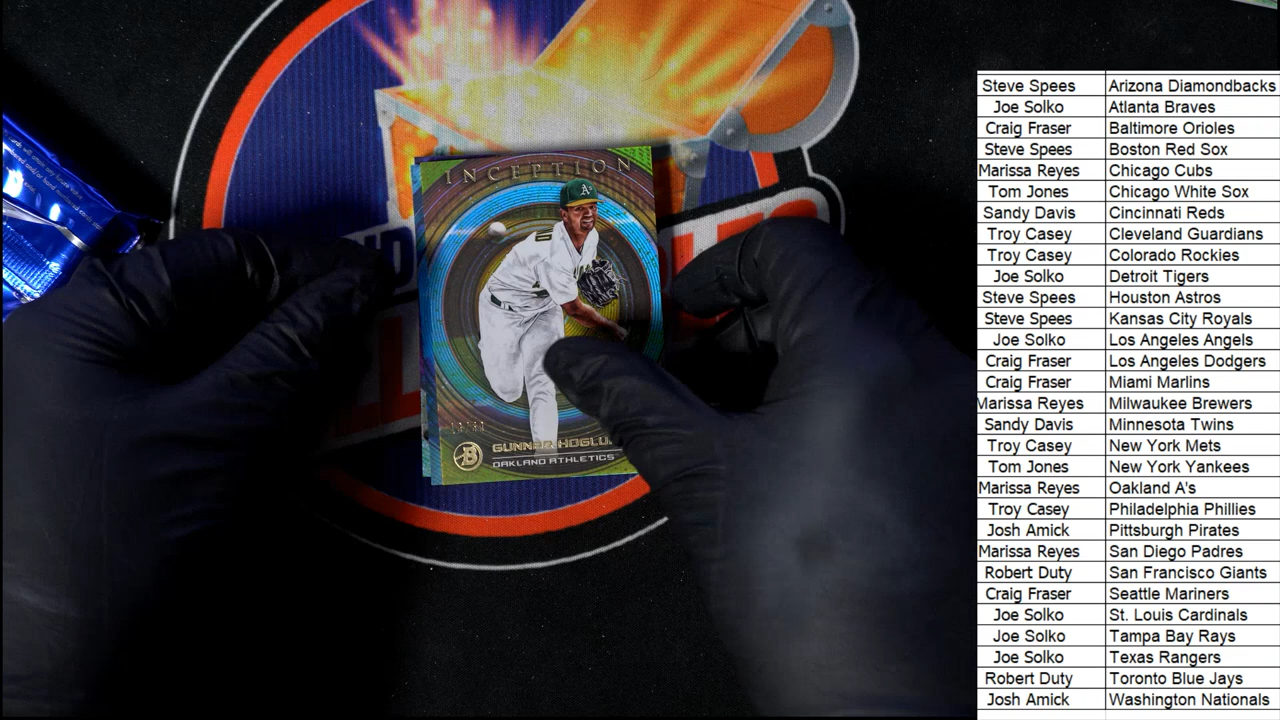 INCEPTION
A's
GUNNAR HOGLU
OAKLAND ATHLETICS
B
Steve Spees Arizona Diamondbacks
Joe Solko Atlanta Braves
Craig Fraser Baltimore Orioles
Steve Spees Boston Red Sox
Marissa Reyes Chicago Cubs
Tom Jones Chicago White Sox
Sandy Davis Cincinnati Reds
Troy Casey Cleveland Guardians
Troy Casey Colorado Rockies
Joe Solko Detroit Tigers
Steve Spees Houston Astros
Steve Spees Kansas City Royals
Joe Solko Los Angeles Angels
Craig Fraser Los Angeles Dodgers
Craig Fraser Miami Marlins
Marissa Reyes Milwaukee Brewers
Sandy Davis Minnesota Twins
Troy Casey New York Mets
Tom Jones New York Yankees
Marissa Reyes Oakland A's
Troy Casey Philadelphia Phillies
Josh Amick Pittsburgh Pirates
Marissa Reyes San Diego Padres
Robert Duty San Francisco Giants
Craig Fraser Seattle Mariners
Joe Solko St. Louis Cardinals
Joe Solko Tampa Bay Rays
Joe Solko Texas Rangers
Robert Duty Toronto Blue Jays
Josh Amick Washington Nationals